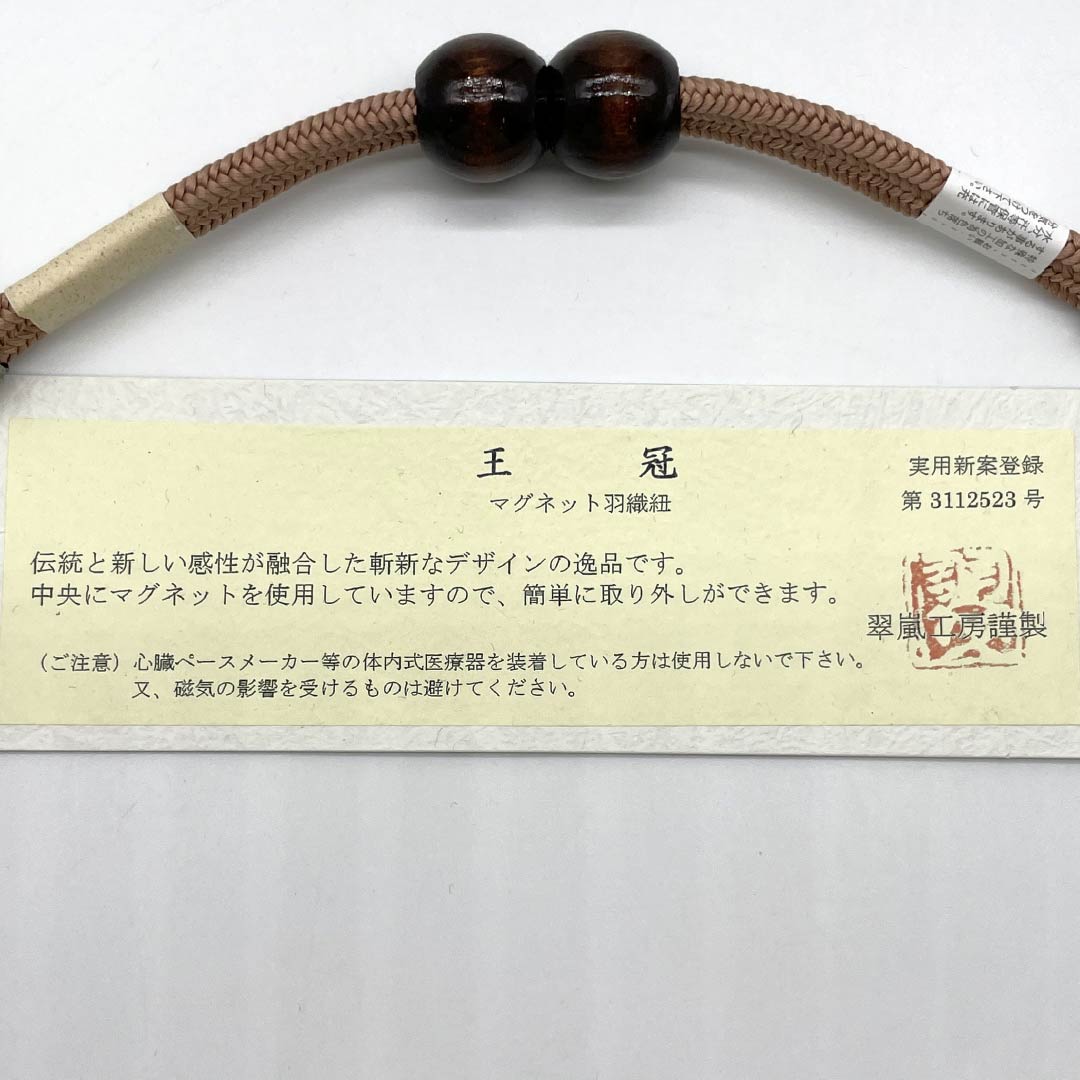 王冠
マグネット羽織紐
実用新案登録
第3112523号
伝統と新しい感性が融合した斬新なデザインの逸品です。
中央にマグネットを使用していますので、簡単に取り外しができます。
翠嵐工房謹製
（ご注意）心臓ペースメーカー等の体内式医療器を装着している方は使用しないで下さい。
又、磁気の影響を受けるものは避けてください。